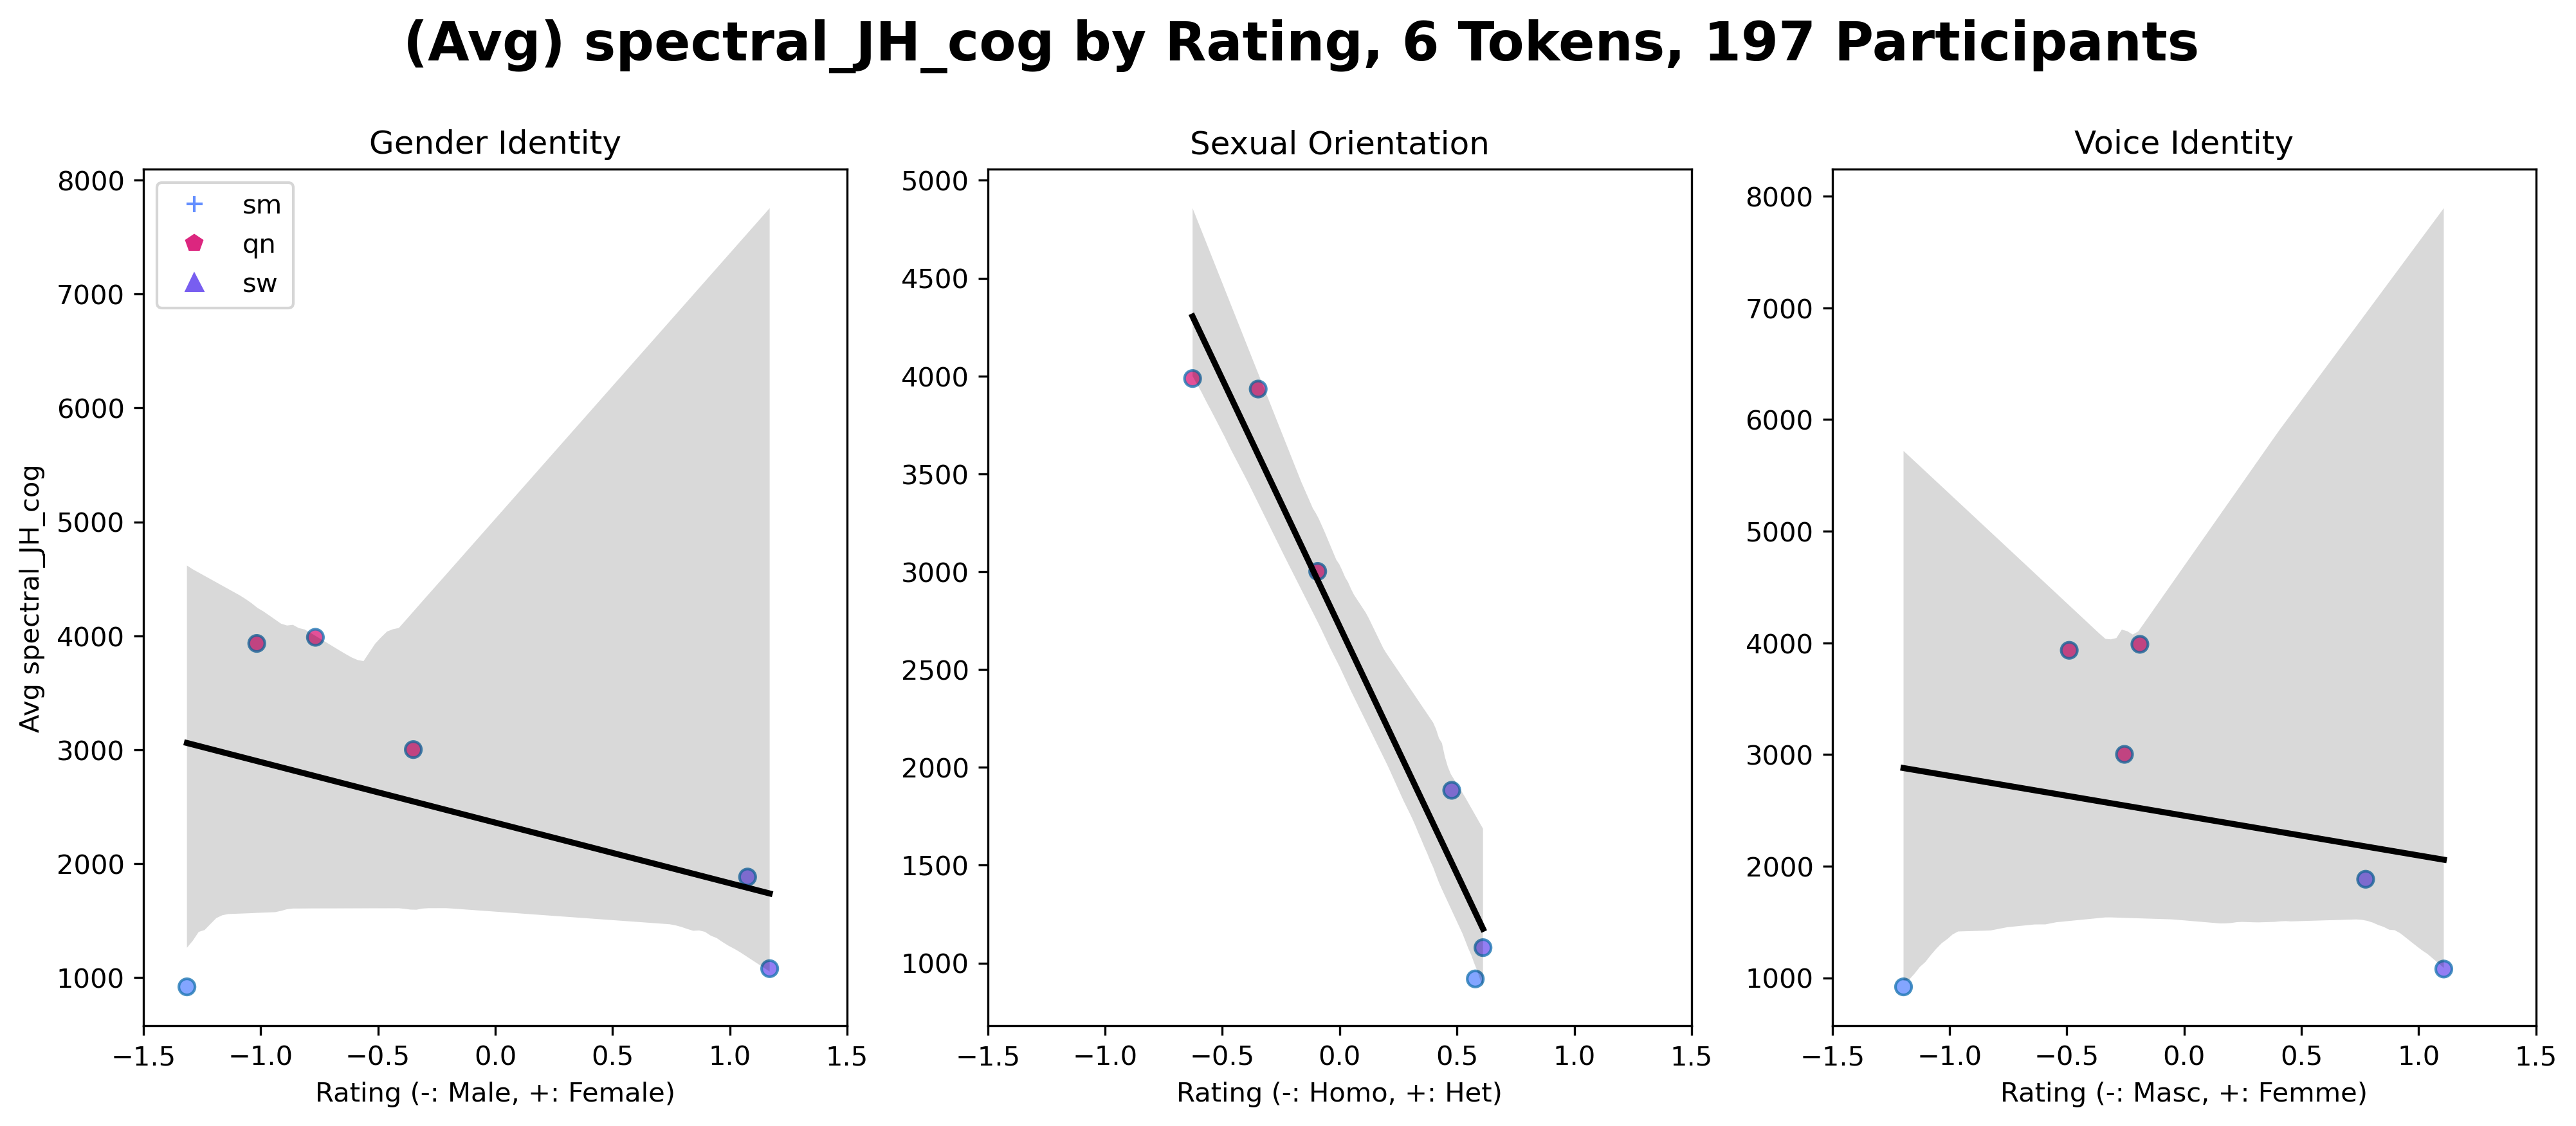 (Avg) spectral_JH_cog by Rating, 6 Tokens, 197 Participants
Gender Identity
Sexual Orientation
Voice Identity
sm
qn
sw
Avg spectral_JH_cog
8000
7000
6000
5000
4000
3000
2000
1000
−1.5 −1.0 −0.5 0.0 0.5 1.0 1.5
Rating (-: Male, +: Female)
5000
4500
4000
3500
3000
2500
2000
1500
1000
−1.5 −1.0 −0.5 0.0 0.5 1.0 1.5
Rating (-: Homo, +: Het)
8000
7000
6000
5000
4000
3000
2000
1000
−1.5 −1.0 −0.5 0.0 0.5 1.0 1.5
Rating (-: Masc, +: Femme)